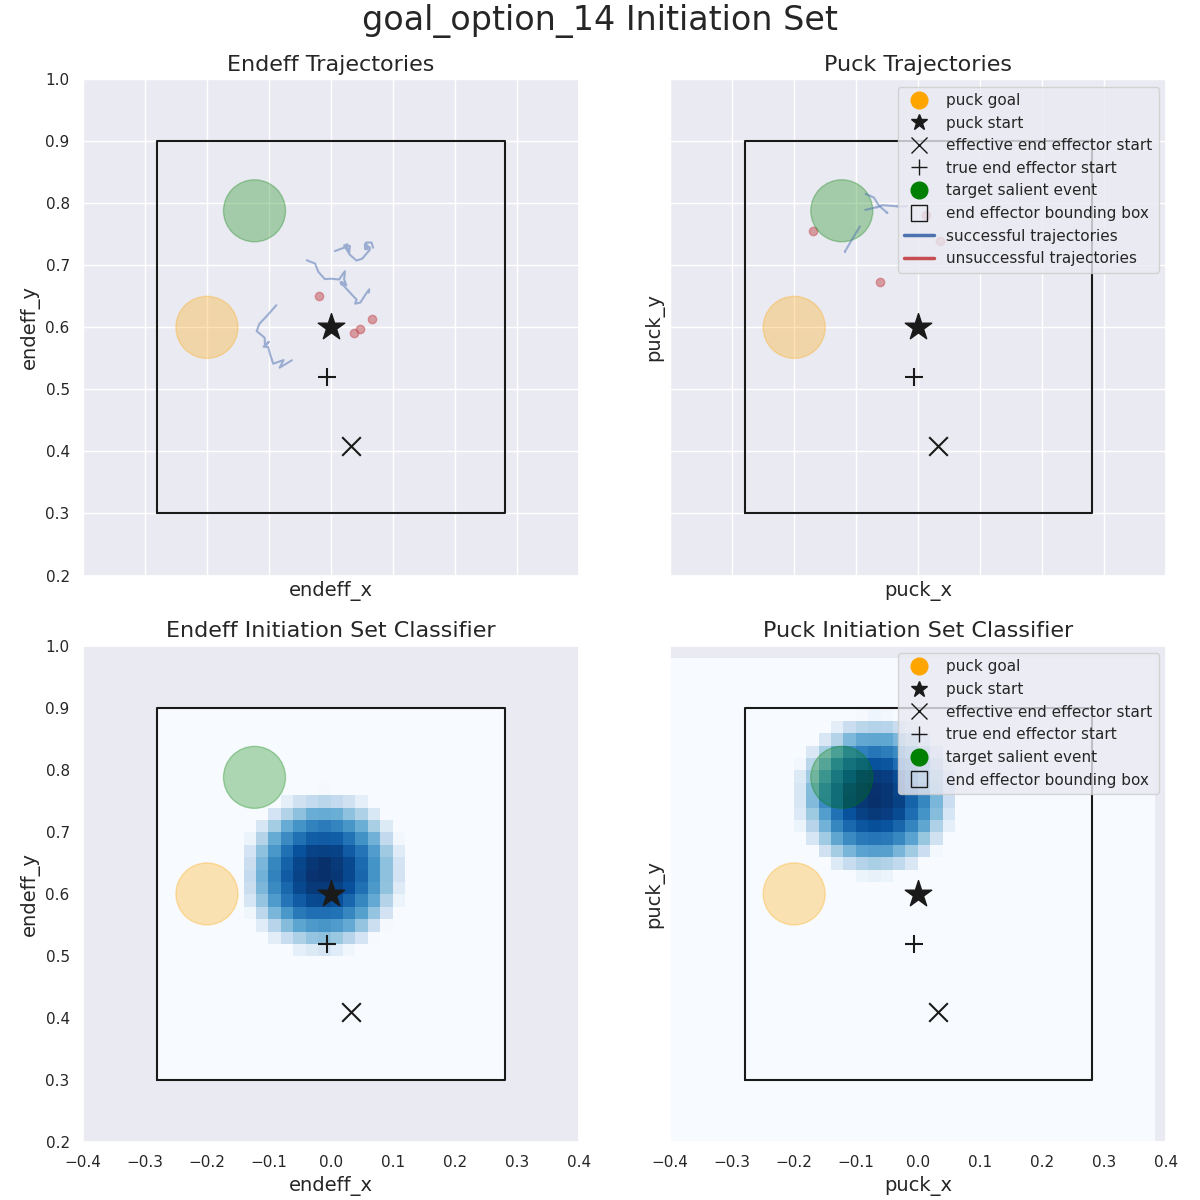 goal_option_14 Initiation Set
Endeff Trajectories
1.0
0.9
0.8
0.7
0.6
0.5
0.4
0.3
0.2
endeff_y
endeff_x
Puck Trajectories
puck goal
puck start
effective end effector start
true end effector start
target salient event
end effector bounding box
successful trajectories
unsuccessful trajectories
puck_y
puck_x
Endeff Initiation Set Classifier
1.0
0.9
0.8
0.7
0.6
0.5
0.4
0.3
0.2
endeff_y
−0.4 −0.3 −0.2 −0.1 0.0 0.1 0.2 0.3 0.4
endeff_x
Puck Initiation Set Classifier
puck goal
puck start
effective end effector start
true end effector start
target salient event
end effector bounding box
puck_y
−0.4 −0.3 −0.2 −0.1 0.0 0.1 0.2 0.3 0.4
puck_x